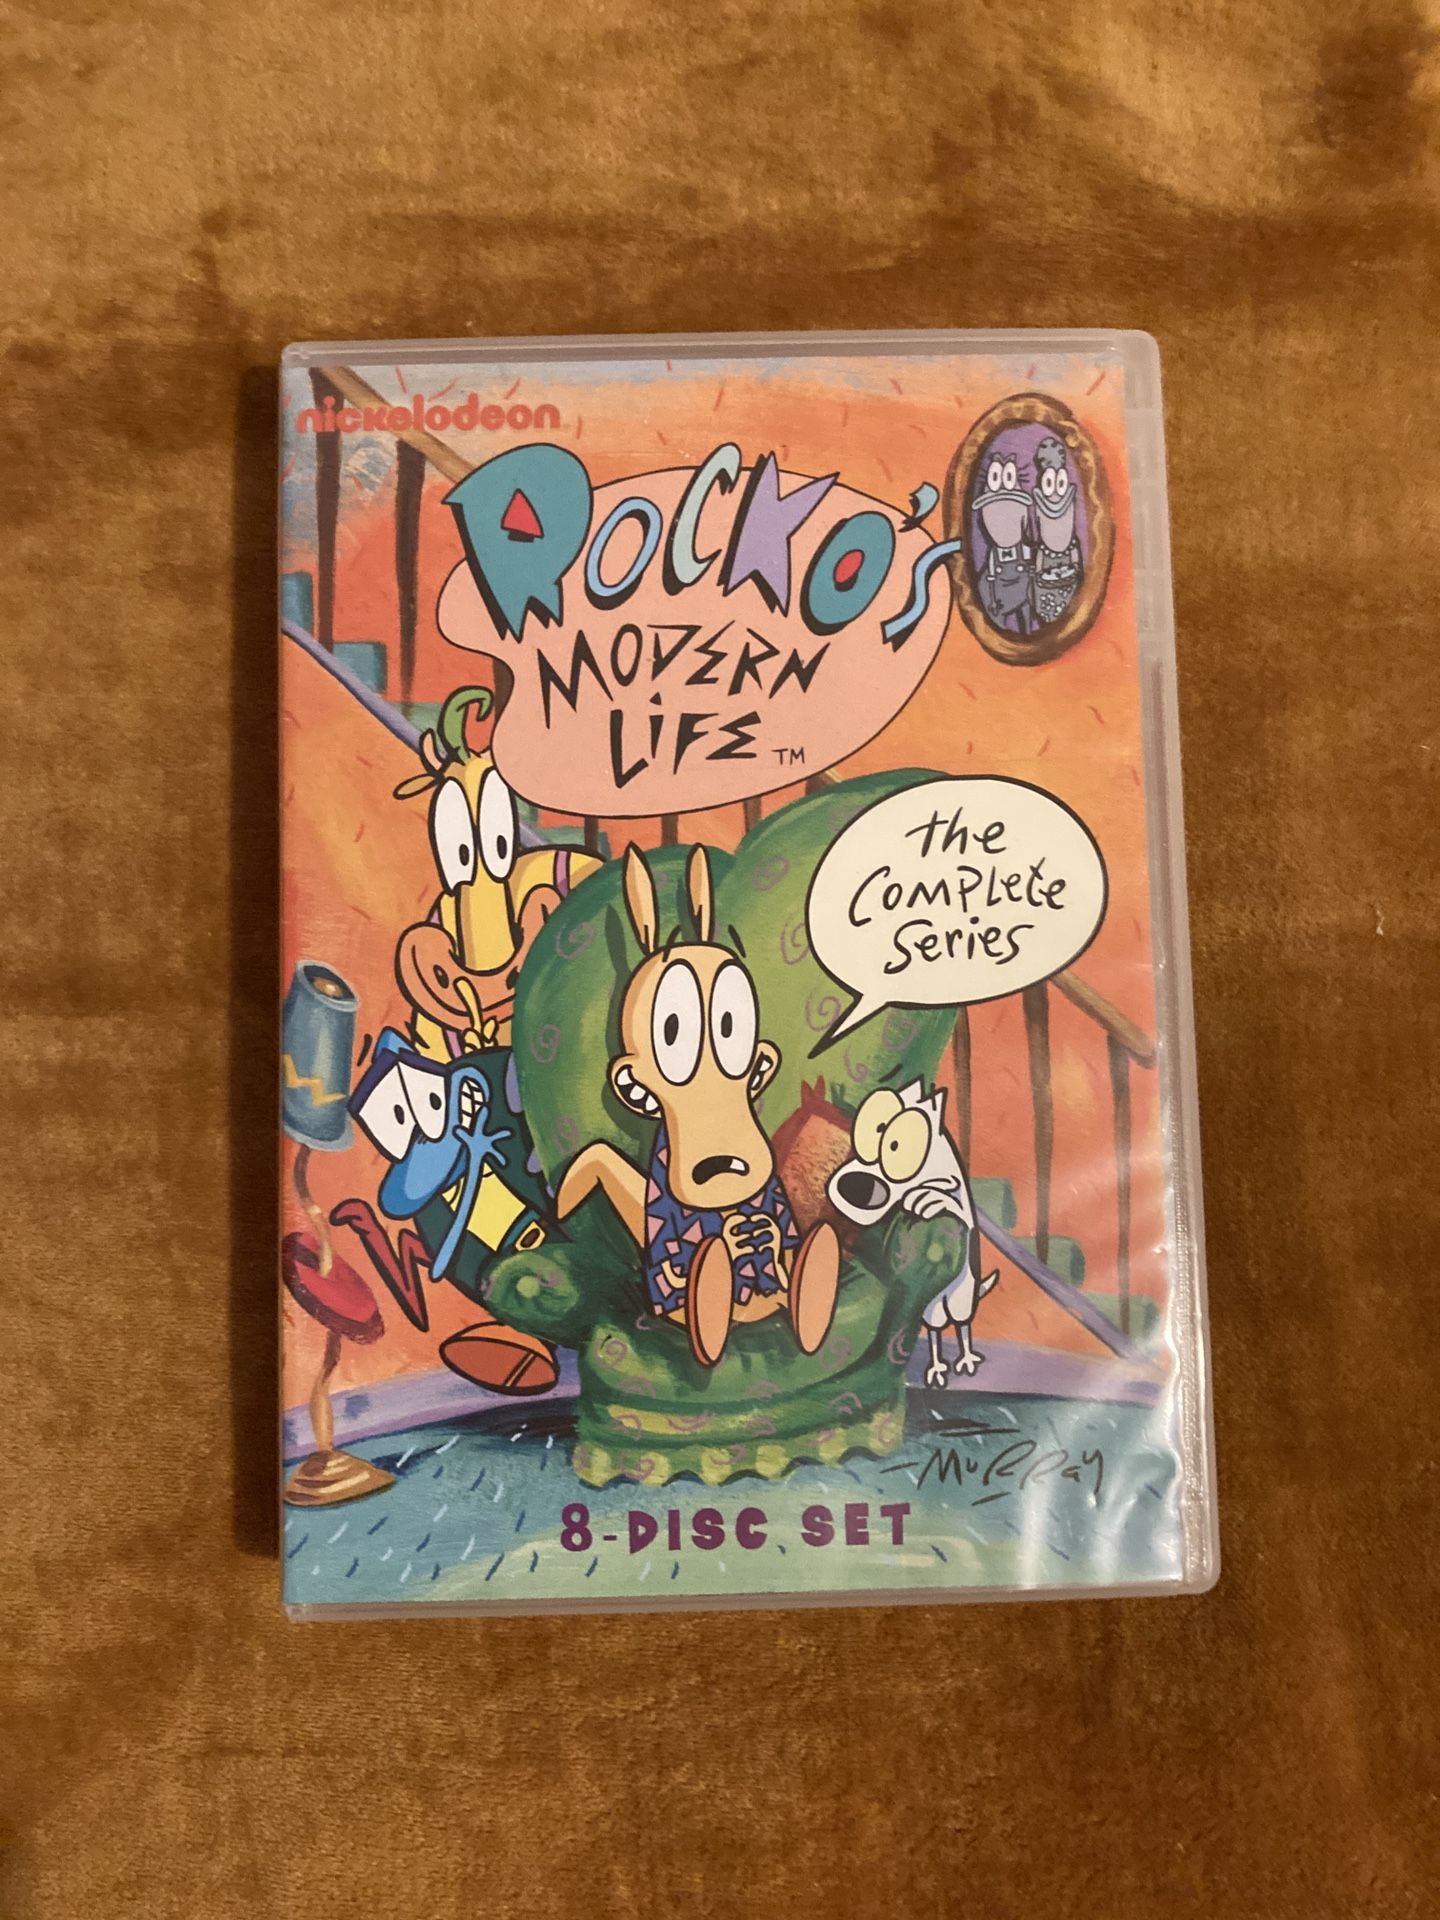 nickelodeon
ROCKO'S
MODERN
LiFE TM
the
COMPLETE
SERiES
MURRay
8-DISC SET